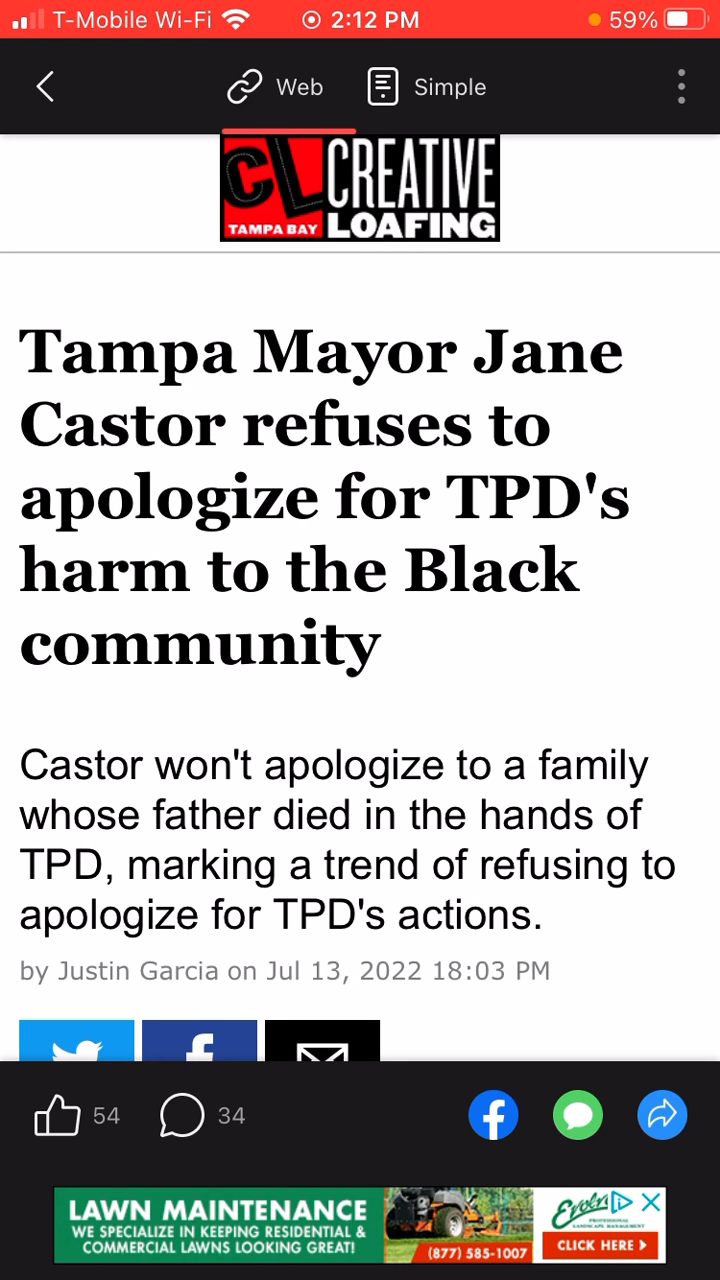 T-Mobile Wi-Fi 2:12 PM 59%
Web Simple
CL CREATIVE
TAMPA BAY LOAFING
Tampa Mayor Jane
Castor refuses to
apologize for TPD's
harm to the Black
community
Castor won't apologize to a family
whose father died in the hands of
TPD, marking a trend of refusing to
apologize for TPD's actions.
by Justin Garcia on Jul 13, 2022 18:03 PM
54 34
LAWN MAINTENANCE
WE SPECIALIZE IN KEEPING RESIDENTIAL &
COMMERCIAL LAWNS LOOKING GREAT!
(877) 585-1007
PROFESSIONAL
LANDSCAPE MANAGEMENT
CLICK HERE